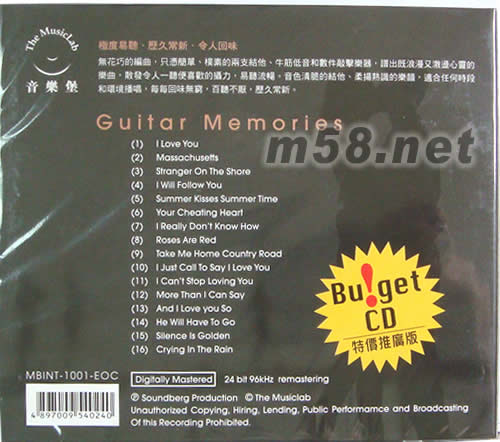 The MusicLab
音樂堡
極度易聽．歷久常新．令人回味
無花巧的編曲，只憑簡單、樸素的兩支結他、牛筋低音和數件敲擊樂器，譜出既浪漫又激盪心靈的
樂曲，散發令人一聽便喜歡的攝力，易聽流暢。音色清脆的結他、柔揚熟識的樂韻，適合任何時段
和環境播唱，每每回味無窮，百聽不厭，歷久常新。
Guitar Memories
m58.net
(1) I Love You
(2) Massachusetts
(3) Stranger On The Shore
(4) I Will Follow You
(5) Summer Kisses Summer Time
(6) Your Cheating Heart
(7) I Really Don't Know How
(8) Roses Are Red
(9) Take Me Home Country Road
(10) I Just Call To Say I Love You
(11) I Can't Stop Loving You
(12) More Than I Can Say
(13) And I Love you So
(14) He Will Have To Go
(15) Silence Is Golden
(16) Crying In The Rain
Bu!get
CD
特價推廣版
MBINT-1001-EOC
4 897009 540240
Digitally Mastered 24 bit 96kHz remastering
℗ Soundberg Production © The Musiclab
Unauthorized Copying, Hiring, Lending, Public Performamce and Broadcasting
Of this Recording Prohibited.